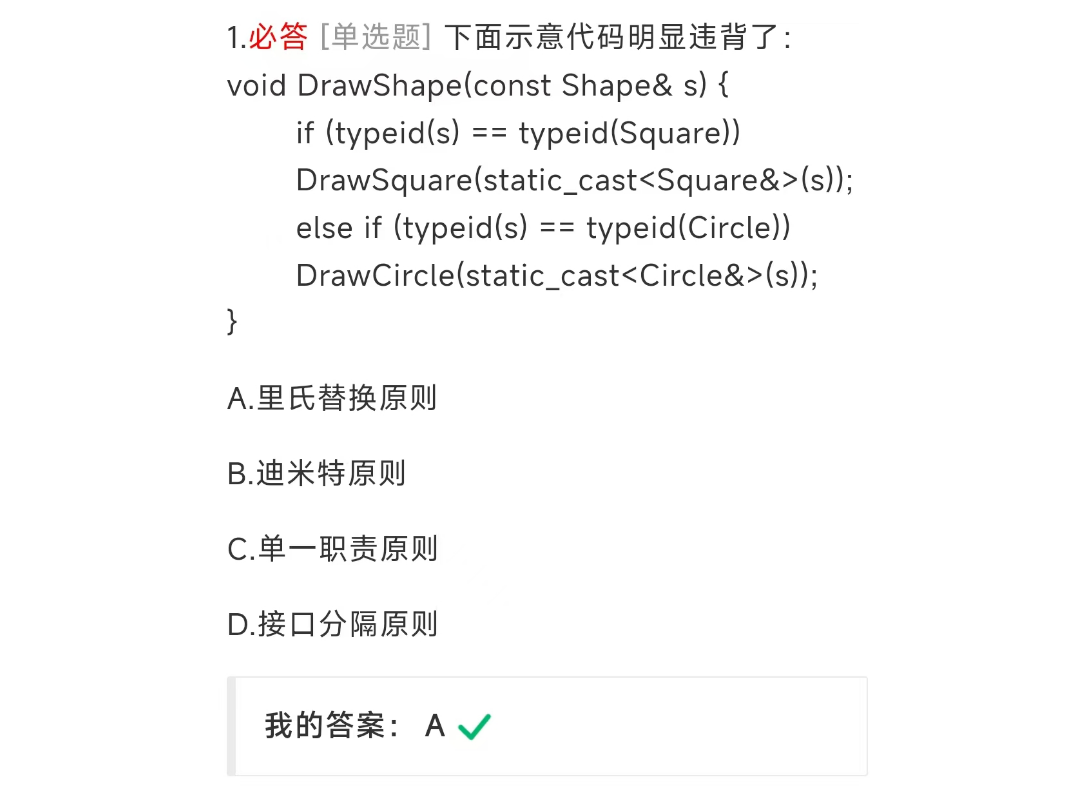 1.必答 [单选题] 下面示意代码明显违背了：
void DrawShape(const Shape& s) {
if (typeid(s) == typeid(Square))
DrawSquare(static_cast<Square&>(s));
else if (typeid(s) == typeid(Circle))
DrawCircle(static_cast<Circle&>(s));
}
A.里氏替换原则
B.迪米特原则
C.单一职责原则
D.接口分隔原则
我的答案： A